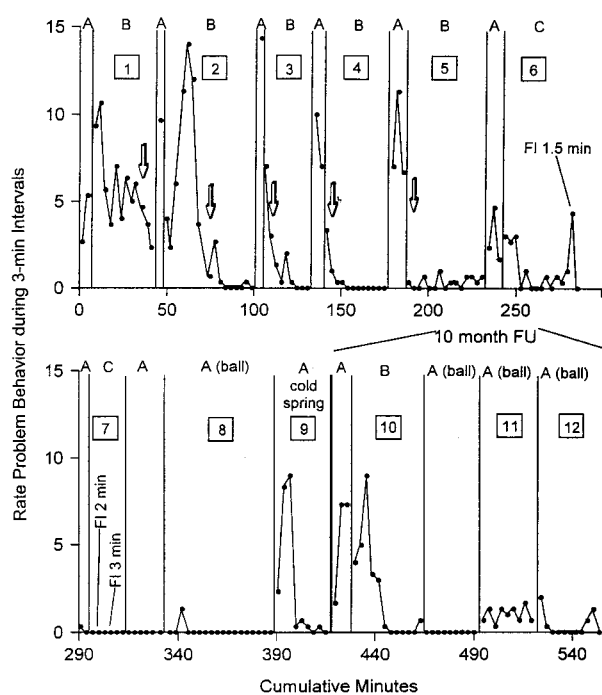 A B A B A B A B A B A C
15
1 2 3 4 5 6
10
FI 1.5 min
5
0
0 50 100 150 200 250
10 month FU
Rate Problem Behavior during 3-min Intervals
A C A A (ball) A A B A (ball) A (ball) A (ball)
15
cold
spring
7 8 9 10 11 12
10
5
FI 2 min
FI 3 min
0
290 340 390 440 490 540
Cumulative Minutes